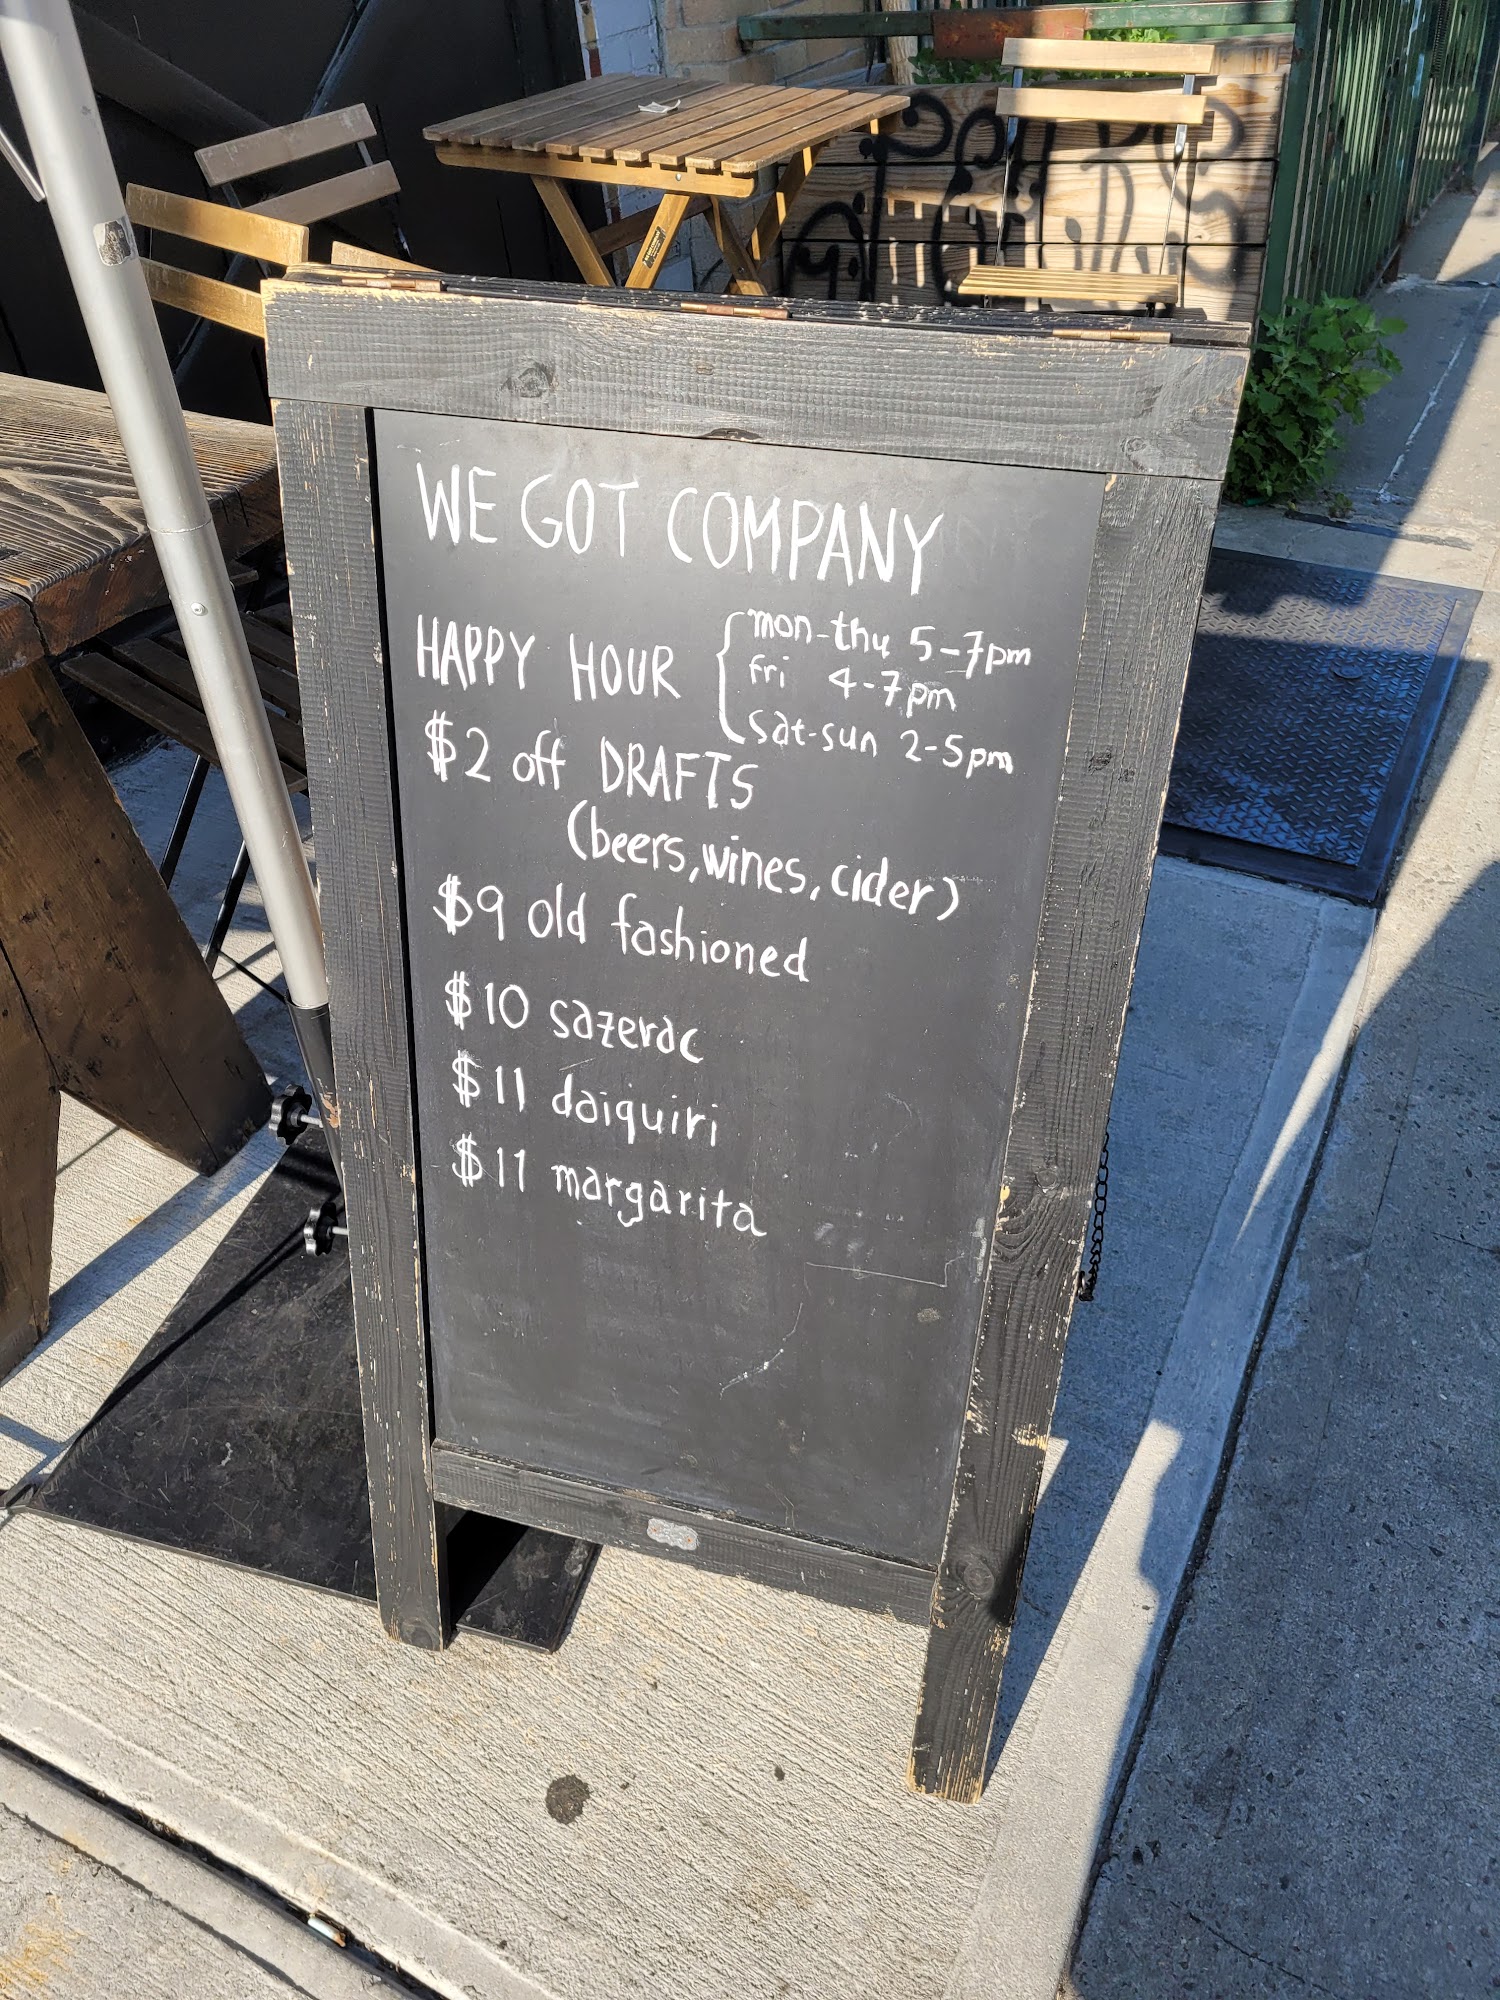 WE GOT COMPANY
HAPPY HOUR { mon-thu 5-7pm
fri 4-7pm
sat-sun 2-5pm
$2 off DRAFTS
(beers, wines, cider)
$9 old fashioned
$10 sazerac
$11 daiquiri
$11 margarita